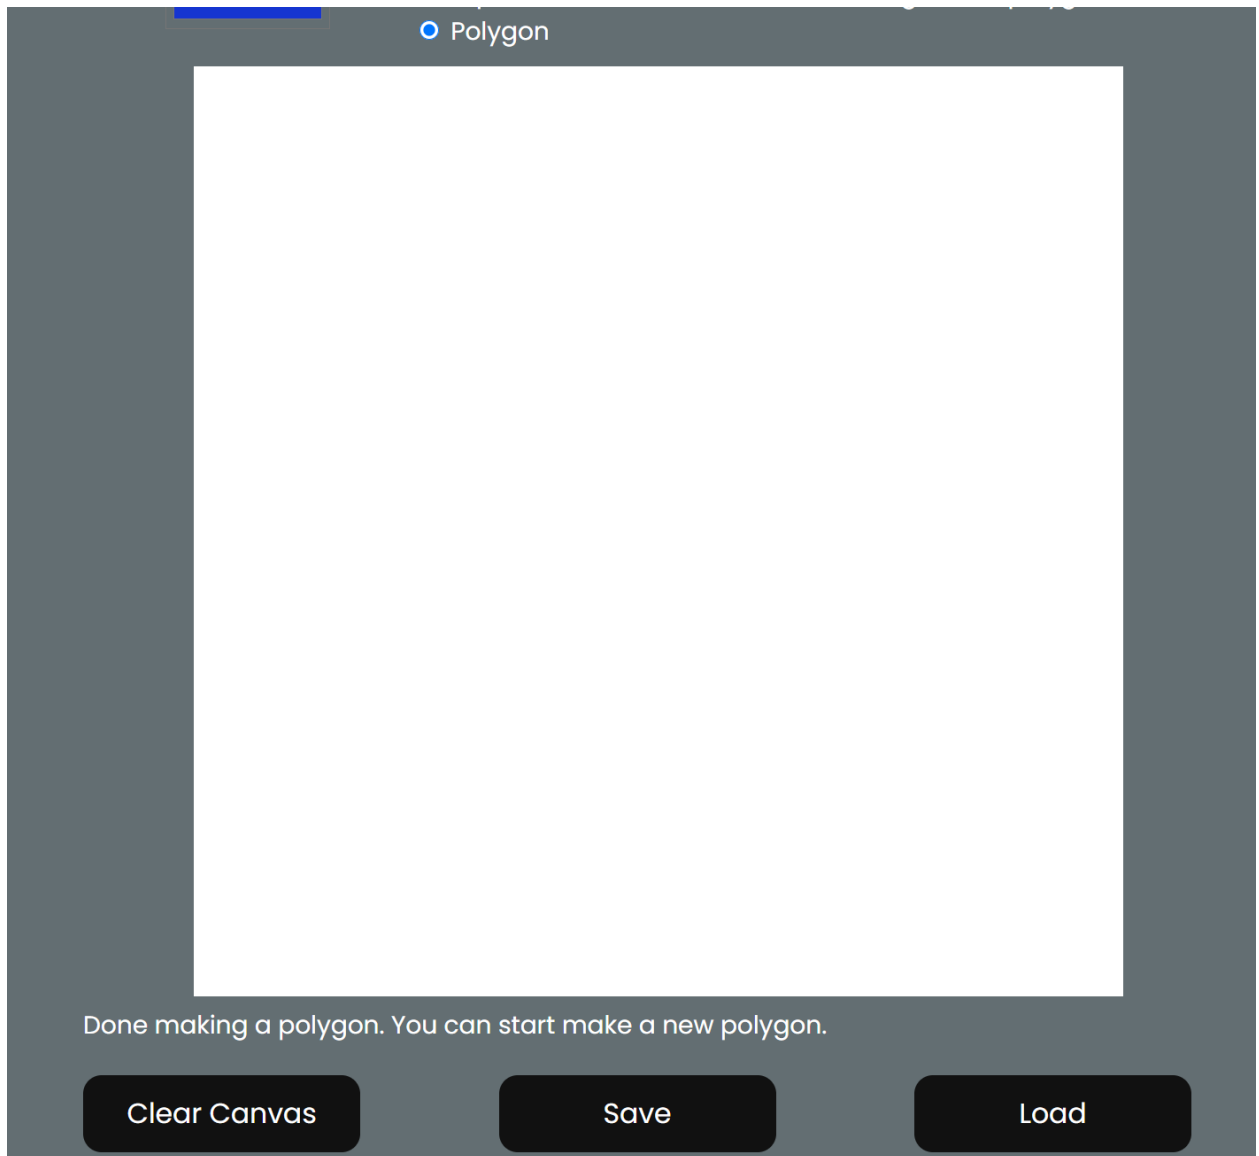 Polygon
Done making a polygon. You can start make a new polygon.
Clear Canvas
Save
Load